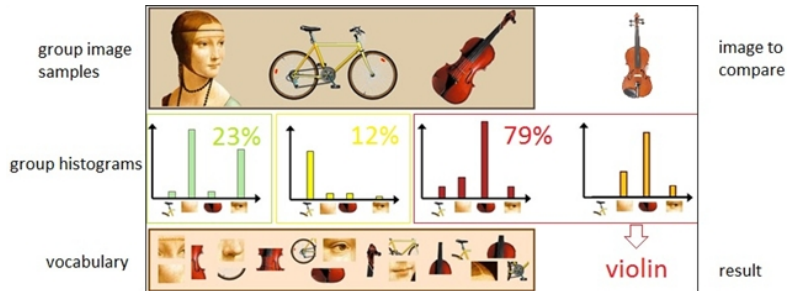 group image
samples
image to
compare
group histograms
23%
12%
79%
vocabulary
violin
result